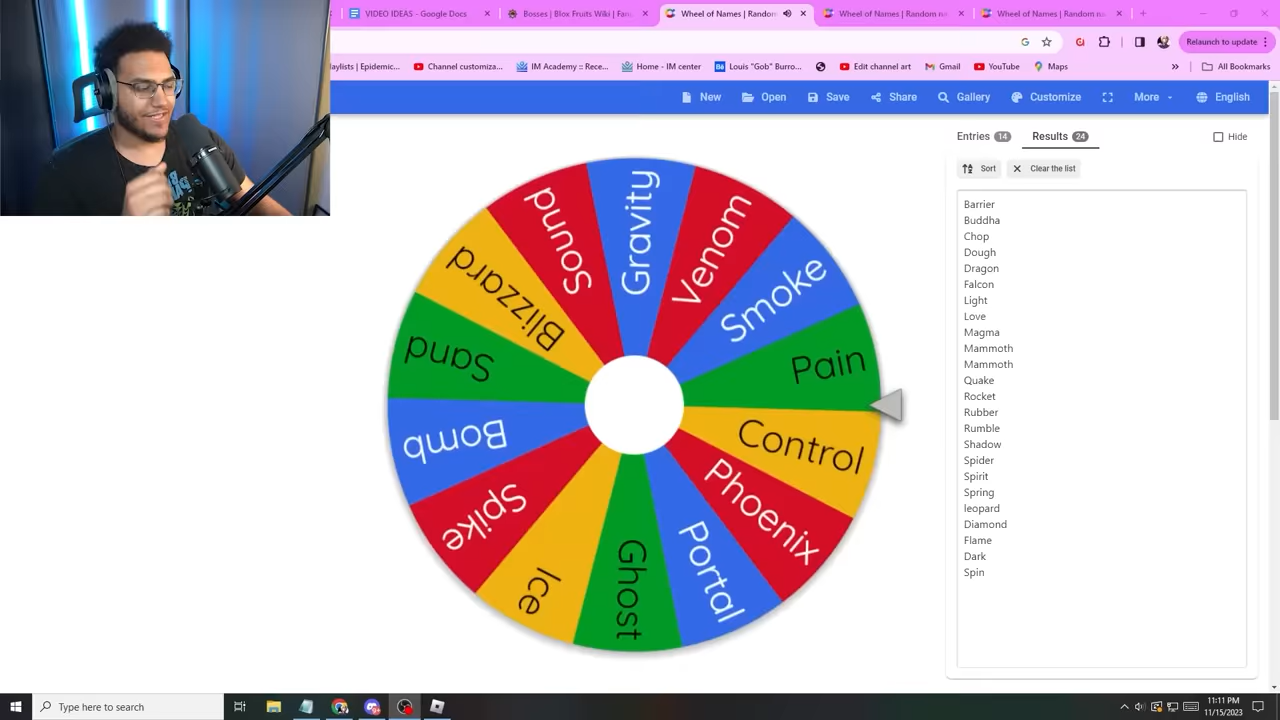 VIDEO IDEAS - Google Docs
Bosses | Blox Fruits Wiki | Fan
Wheel of Names | Random
Wheel of Names | Random na
Wheel of Names | Random na
Relaunch to update
laylists | Epidemic...
Channel customiza...
IM Academy :: Rece...
Home - IM center
Louis "Gob" Burro...
Edit channel art
Gmail
YouTube
Maps
All Bookmarks
New
Open
Save
Share
Gallery
Customize
More
English
Entries 14
Results 24
Hide
Sort
Clear the list
Barrier
Buddha
Chop
Dough
Dragon
Falcon
Light
Love
Magma
Mammoth
Mammoth
Quake
Rocket
Rubber
Rumble
Shadow
Spider
Spirit
Spring
leopard
Diamond
Flame
Dark
Spin
Gravity
Venom
Smoke
Pain
Control
Phoenix
Portal
Ghost
Ice
Spike
Bomb
Sand
Blizzard
Sound
Type here to search
11:11 PM
11/15/2023